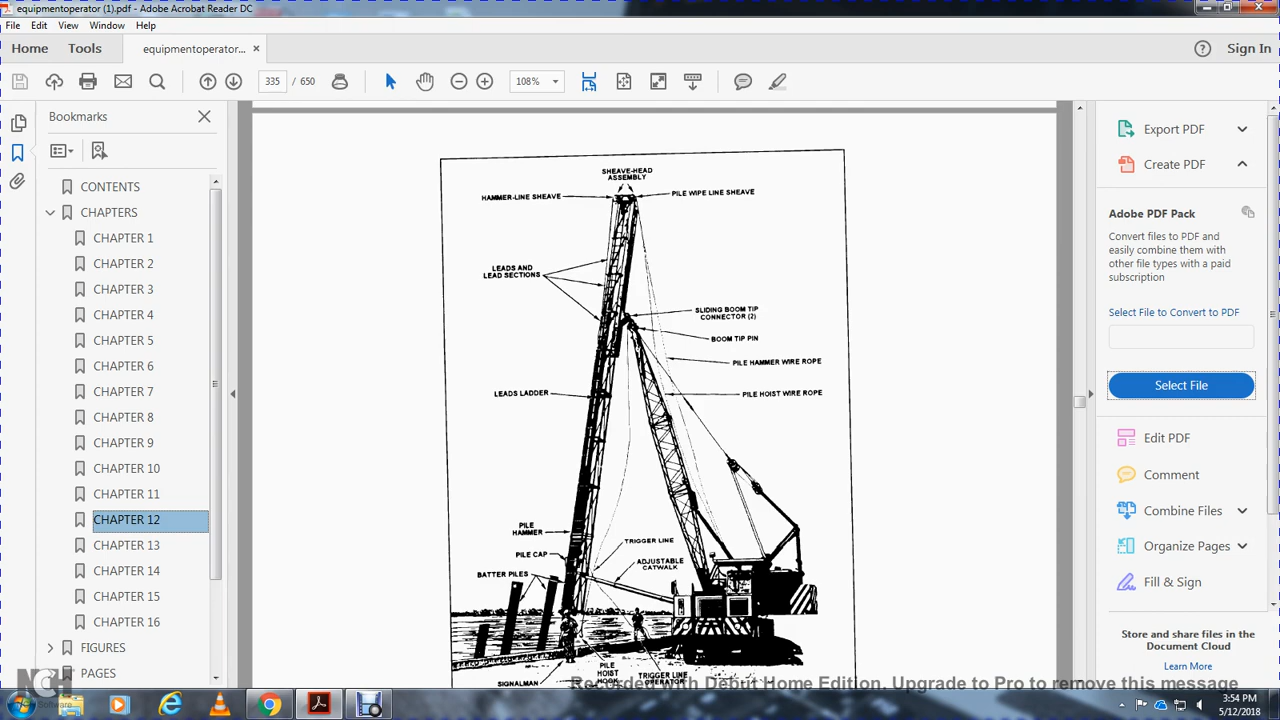 equipmentoperator (1).pdf - Adobe Acrobat Reader DC
File Edit View Window Help
Home Tools equipmentoperator... × Sign In
335 / 650 108%
Bookmarks
CONTENTS
CHAPTERS
CHAPTER 1
CHAPTER 2
CHAPTER 3
CHAPTER 4
CHAPTER 5
CHAPTER 6
CHAPTER 7
CHAPTER 8
CHAPTER 9
CHAPTER 10
CHAPTER 11
CHAPTER 12
CHAPTER 13
CHAPTER 14
CHAPTER 15
CHAPTER 16
FIGURES
PAGES
SHEAVE-HEAD
ASSEMBLY
HAMMER-LINE SHEAVE
PILE WIPE LINE SHEAVE
LEADS AND
LEAD SECTIONS
SLIDING BOOM TIP
CONNECTOR (2)
BOOM TIP PIN
PILE HAMMER WIRE ROPE
LEADS LADDER
PILE HOIST WIRE ROPE
PILE
HAMMER
TRIGGER LINE
PILE CAP
ADJUSTABLE
CATWALK
BATTER PILES
PILE
HOIST
SIGNALMAN
TRIGGER LINE
Export PDF
Create PDF
Adobe PDF Pack
Convert files to PDF and
easily combine them with
other file types with a paid
subscription
Select File to Convert to PDF
Select File
Edit PDF
Comment
Combine Files
Organize Pages
Fill & Sign
Store and share files in the
Document Cloud
Learn More
NCH
Recorded with Debut Home Edition. Upgrade to Pro to remove this message
3:54 PM
5/12/2018